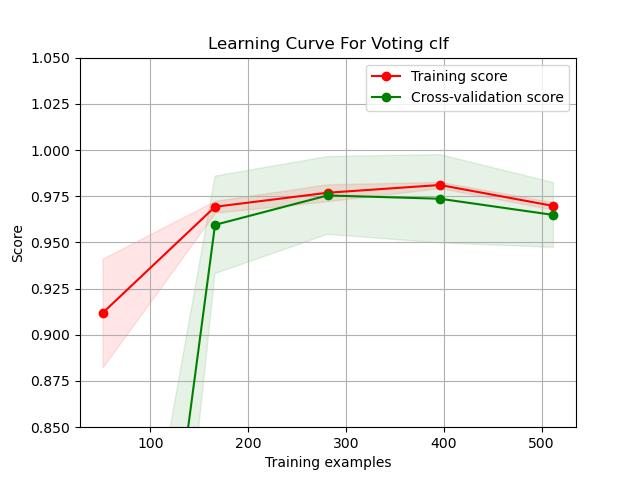 Learning Curve For Voting clf
Training score
Cross-validation score
1.050
1.025
1.000
0.975
0.950
0.925
0.900
0.875
0.850
Score
100 200 300 400 500
Training examples